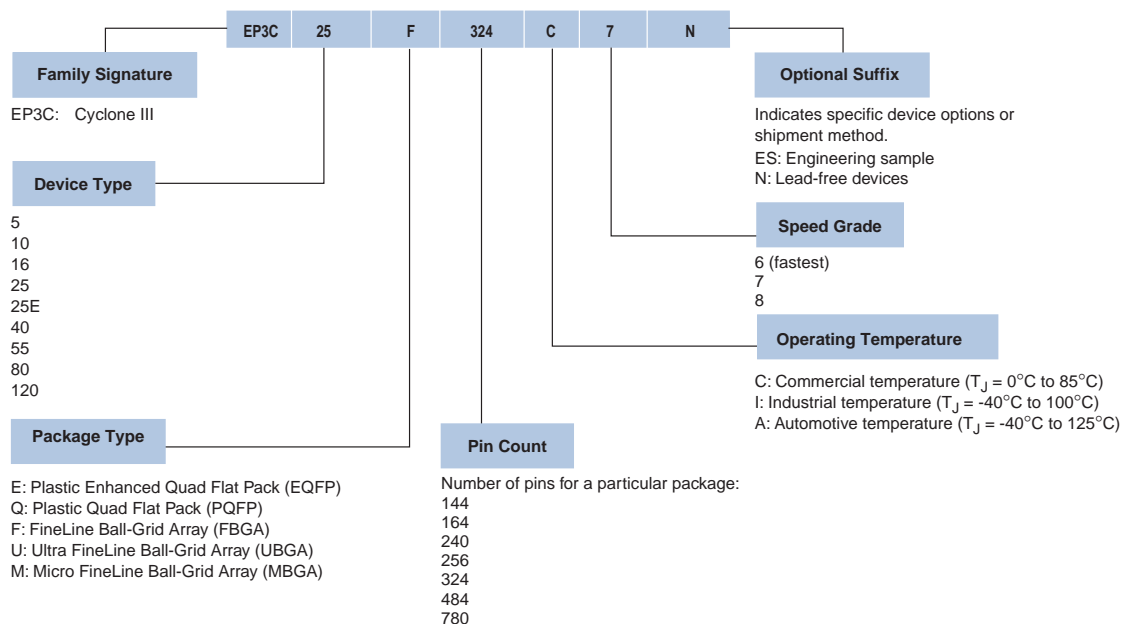 EP3C 25 F 324 C 7 N
Family Signature
EP3C: Cyclone III
Device Type
5
10
16
25
25E
40
55
80
120
Package Type
E: Plastic Enhanced Quad Flat Pack (EQFP)
Q: Plastic Quad Flat Pack (PQFP)
F: FineLine Ball-Grid Array (FBGA)
U: Ultra FineLine Ball-Grid Array (UBGA)
M: Micro FineLine Ball-Grid Array (MBGA)
Pin Count
Number of pins for a particular package:
144
164
240
256
324
484
780
Optional Suffix
Indicates specific device options or
shipment method.
ES: Engineering sample
N: Lead-free devices
Speed Grade
6 (fastest)
7
8
Operating Temperature
C: Commercial temperature (TJ = 0°C to 85°C)
I: Industrial temperature (TJ = -40°C to 100°C)
A: Automotive temperature (TJ = -40°C to 125°C)